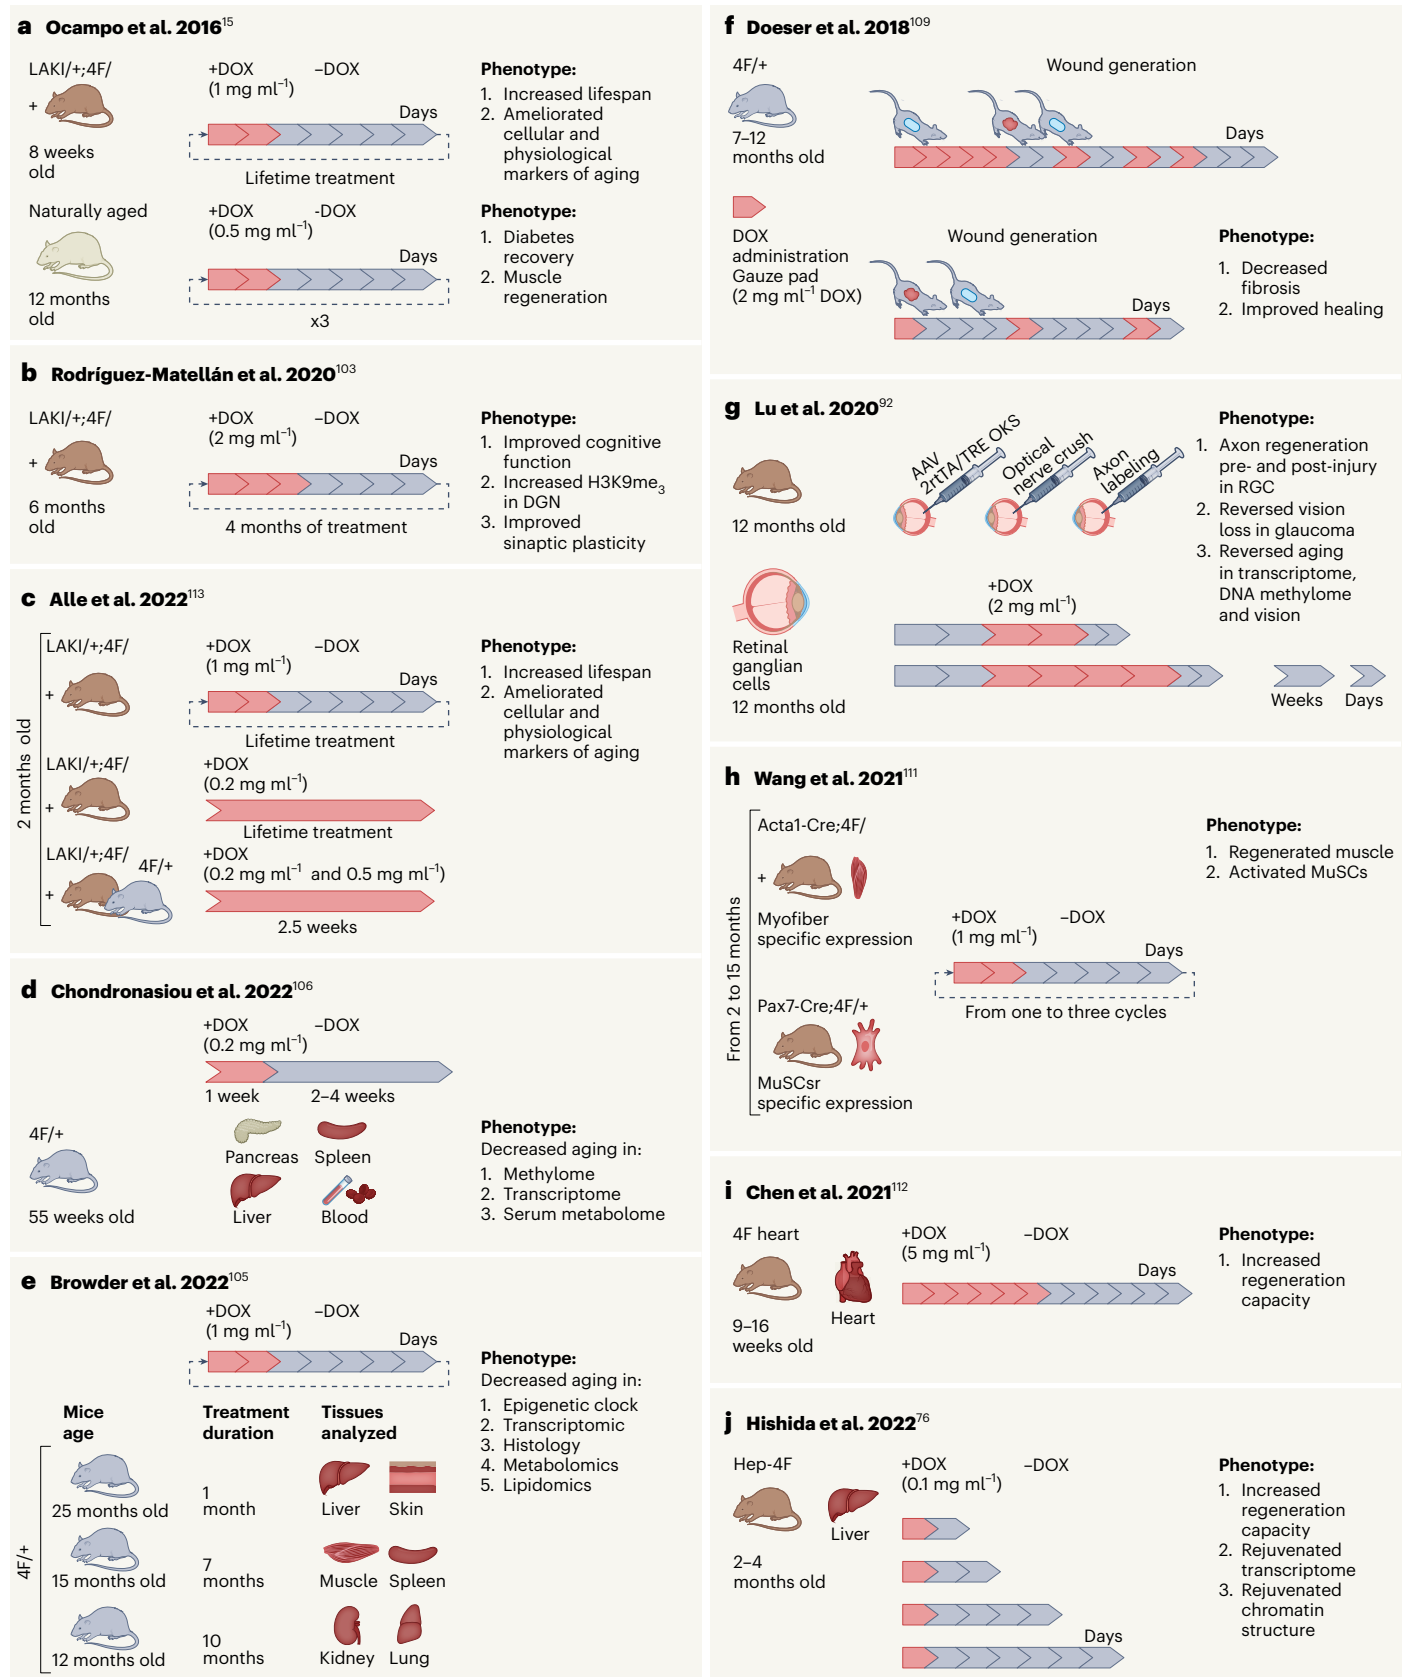 a Ocampo et al. 2016¹⁵
LAKI/+;4F/
+
8 weeks
old
+DOX
(1 mg ml⁻¹)
–DOX
Days
Lifetime treatment
Phenotype:
1. Increased lifespan
2. Ameliorated
cellular and
physiological
markers of aging
Naturally aged
12 months
old
+DOX
(0.5 mg ml⁻¹)
-DOX
Days
x3
Phenotype:
1. Diabetes
recovery
2. Muscle
regeneration
b Rodríguez-Matellán et al. 2020¹⁰³
LAKI/+;4F/
+
6 months
old
+DOX
(2 mg ml⁻¹)
–DOX
Days
4 months of treatment
Phenotype:
1. Improved cognitive
function
2. Increased H3K9me₃
in DGN
3. Improved
sinaptic plasticity
c Alle et al. 2022¹¹³
2 months old
LAKI/+;4F/
+
+DOX
(1 mg ml⁻¹)
–DOX
Days
Lifetime treatment
Phenotype:
1. Increased lifespan
2. Ameliorated
cellular and
physiological
markers of aging
LAKI/+;4F/
+
+DOX
(0.2 mg ml⁻¹)
Lifetime treatment
LAKI/+;4F/
+
4F/+
+DOX
(0.2 mg ml⁻¹ and 0.5 mg ml⁻¹)
2.5 weeks
d Chondronasiou et al. 2022¹⁰⁶
+DOX
(0.2 mg ml⁻¹)
–DOX
1 week
2–4 weeks
4F/+
55 weeks old
Pancreas
Spleen
Liver
Blood
Phenotype:
Decreased aging in:
1. Methylome
2. Transcriptome
3. Serum metabolome
e Browder et al. 2022¹⁰⁵
+DOX
(1 mg ml⁻¹)
–DOX
Days
Phenotype:
Decreased aging in:
1. Epigenetic clock
2. Transcriptomic
3. Histology
4. Metabolomics
5. Lipidomics
Mice
age
Treatment
duration
Tissues
analyzed
4F/+
25 months old
1
month
Liver
Skin
15 months old
7
months
Muscle
Spleen
12 months old
10
months
Kidney
Lung
f Doeser et al. 2018¹⁰⁹
4F/+
7–12
months old
Wound generation
Days
DOX
administration
Gauze pad
(2 mg ml⁻¹ DOX)
Wound generation
Days
Phenotype:
1. Decreased
fibrosis
2. Improved healing
g Lu et al. 2020⁹²
12 months old
AAV
2rtTA/TRE OKS
Optical
nerve crush
Axon
labeling
Phenotype:
1. Axon regeneration
pre- and post-injury
in RGC
2. Reversed vision
loss in glaucoma
3. Reversed aging
in transcriptome,
DNA methylome
and vision
Retinal
ganglian
cells
12 months old
+DOX
(2 mg ml⁻¹)
Weeks
Days
h Wang et al. 2021¹¹¹
From 2 to 15 months
Acta1-Cre;4F/
+
Myofiber
specific expression
Pax7-Cre;4F/+
MuSCsr
specific expression
+DOX
(1 mg ml⁻¹)
–DOX
Days
From one to three cycles
Phenotype:
1. Regenerated muscle
2. Activated MuSCs
i Chen et al. 2021¹¹²
4F heart
9–16
weeks old
Heart
+DOX
(5 mg ml⁻¹)
–DOX
Days
Phenotype:
1. Increased
regeneration
capacity
j Hishida et al. 2022⁷⁶
Hep-4F
Liver
2–4
months old
+DOX
(0.1 mg ml⁻¹)
–DOX
Days
Phenotype:
1. Increased
regeneration
capacity
2. Rejuvenated
transcriptome
3. Rejuvenated
chromatin
structure